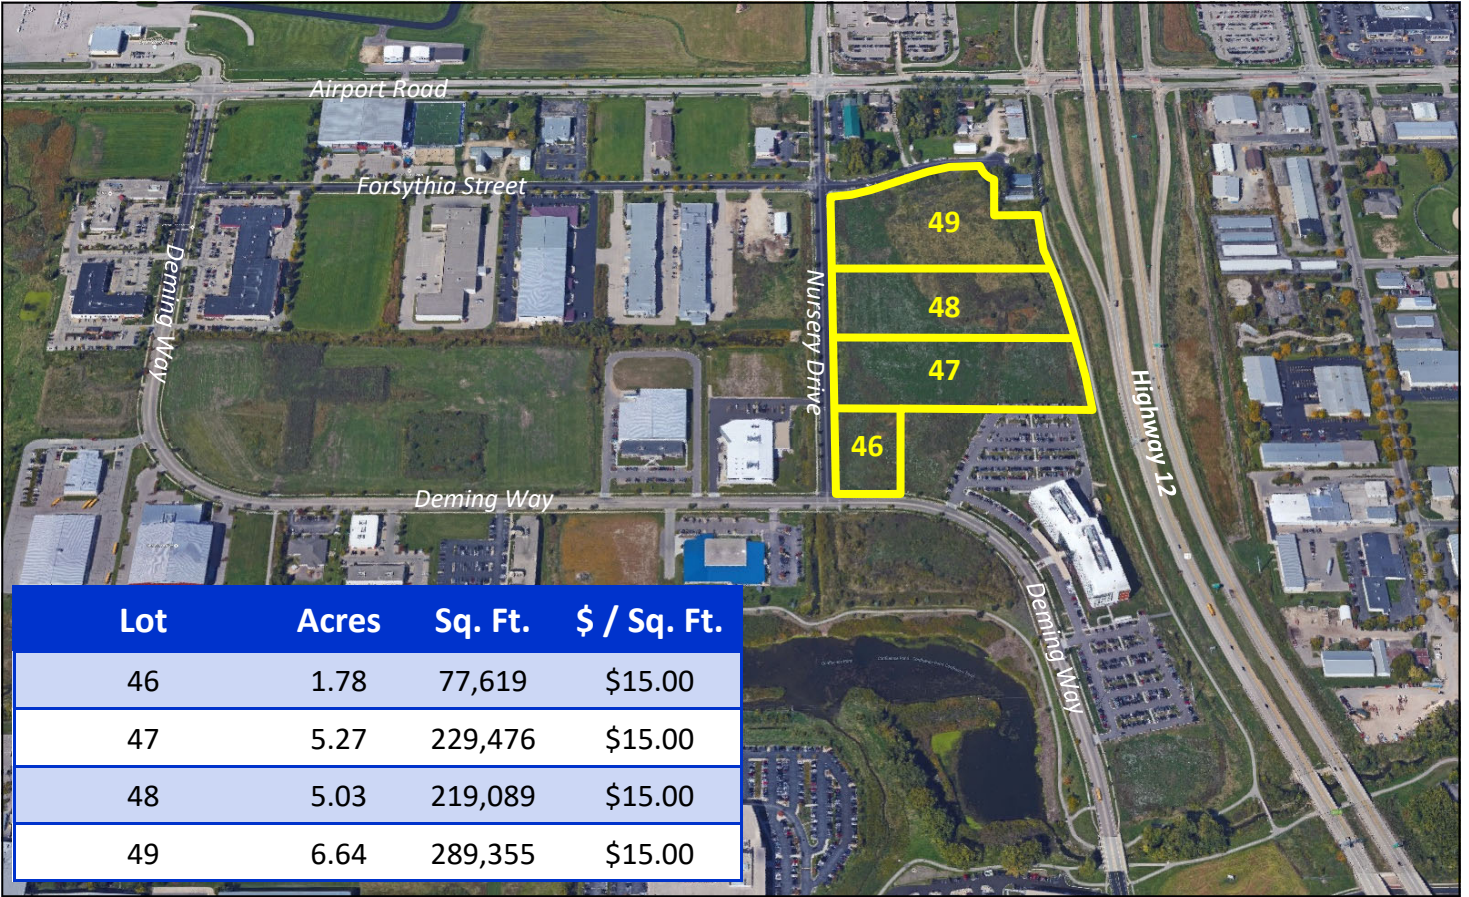 Airport Road
Forsythia Street
Deming Way
Nursery Drive
49
48
47
46
Highway 12
Deming Way
Deming Way
Lot Acres Sq. Ft. $ / Sq. Ft.
46 1.78 77,619 $15.00
47 5.27 229,476 $15.00
48 5.03 219,089 $15.00
49 6.64 289,355 $15.00